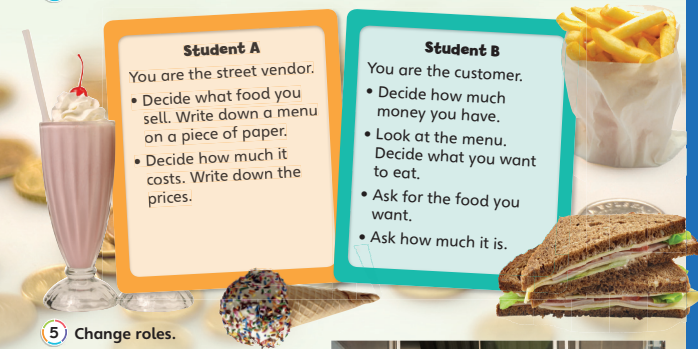 Student A
You are the street vendor.
• Decide what food you
sell. Write down a menu
on a piece of paper.
• Decide how much it
costs. Write down the
prices.
Student B
You are the customer.
• Decide how much
money you have.
• Look at the menu.
Decide what you want
to eat.
• Ask for the food you
want.
• Ask how much it is.
5 Change roles.